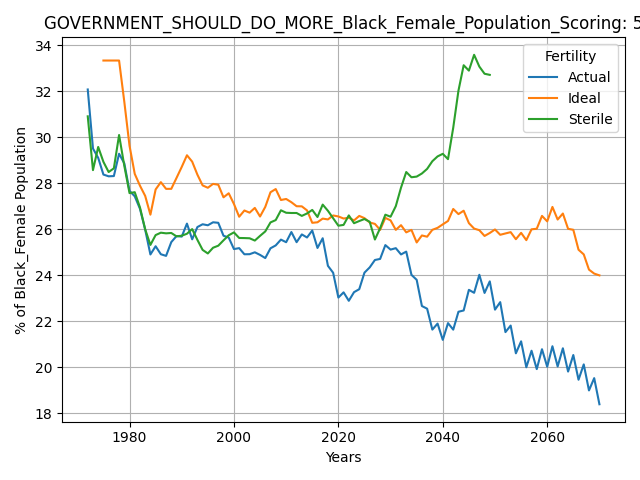 GOVERNMENT_SHOULD_DO_MORE_Black_Female_Population_Scoring: 5
34
32
30
28
26
24
22
20
18
% of Black_Female Population
Fertility
Actual
Ideal
Sterile
1980 2000 2020 2040 2060
Years